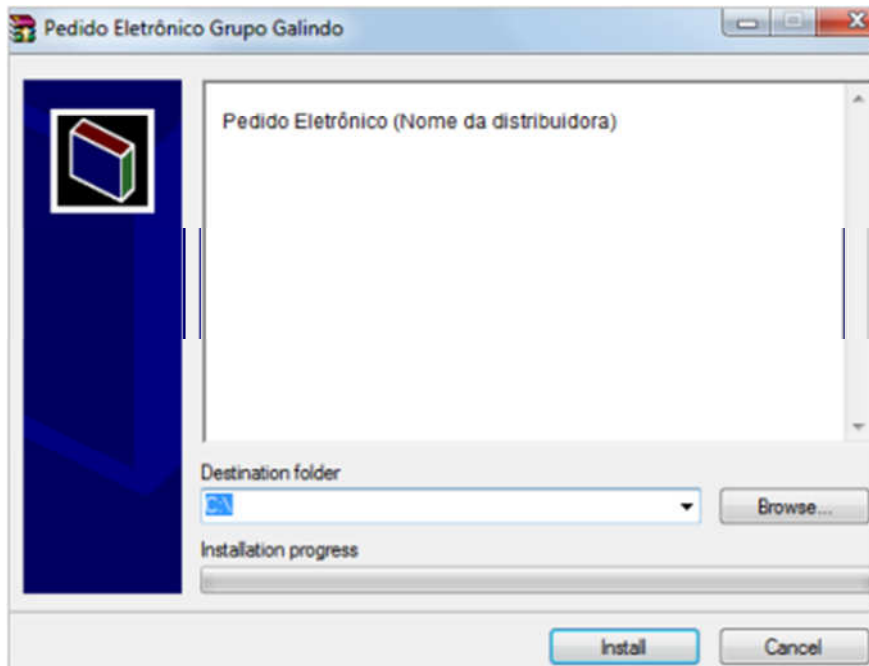 Pedido Eletrônico Grupo Galindo
Pedido Eletrônico (Nome da distribuidora)
Destination folder
C:\
Browse...
Installation progress
Install
Cancel